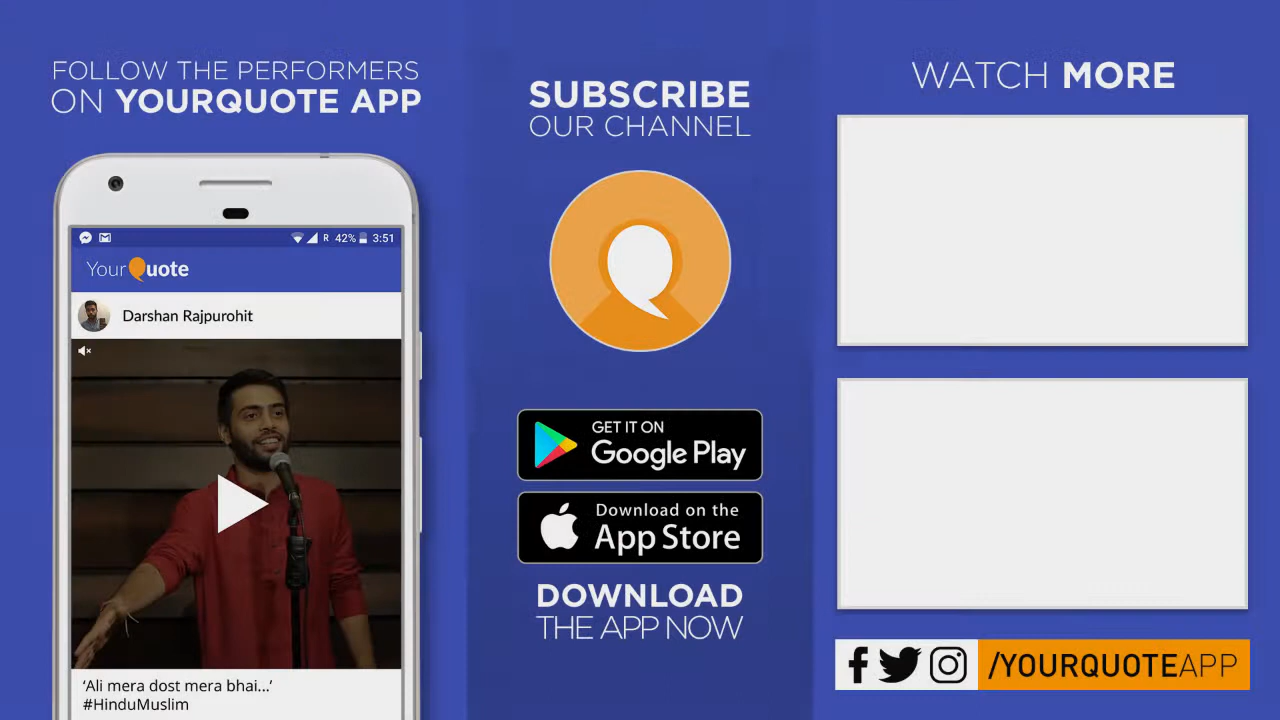 FOLLOW THE PERFORMERS
ON YOURQUOTE APP
R 42% 3:51
YourQuote
Darshan Rajpurohit
‘Ali mera dost mera bhai...’
#HinduMuslim
SUBSCRIBE
OUR CHANNEL
GET IT ON
Google Play
Download on the
App Store
DOWNLOAD
THE APP NOW
WATCH MORE
/YOURQUOTEAPP